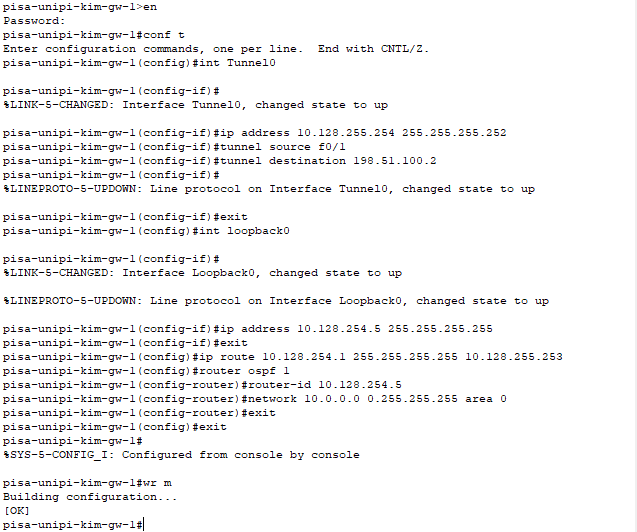 pisa-unipi-kim-gw-1>en
Password:
pisa-unipi-kim-gw-1#conf t
Enter configuration commands, one per line.  End with CNTL/Z.
pisa-unipi-kim-gw-1(config)#int Tunnel0
pisa-unipi-kim-gw-1(config-if)#
%LINK-5-CHANGED: Interface Tunnel0, changed state to up
pisa-unipi-kim-gw-1(config-if)#ip address 10.128.255.254 255.255.255.252
pisa-unipi-kim-gw-1(config-if)#tunnel source f0/1
pisa-unipi-kim-gw-1(config-if)#tunnel destination 198.51.100.2
pisa-unipi-kim-gw-1(config-if)#
%LINEPROTO-5-UPDOWN: Line protocol on Interface Tunnel0, changed state to up
pisa-unipi-kim-gw-1(config-if)#exit
pisa-unipi-kim-gw-1(config)#int loopback0
pisa-unipi-kim-gw-1(config-if)#
%LINK-5-CHANGED: Interface Loopback0, changed state to up
%LINEPROTO-5-UPDOWN: Line protocol on Interface Loopback0, changed state to up
pisa-unipi-kim-gw-1(config-if)#ip address 10.128.254.5 255.255.255.255
pisa-unipi-kim-gw-1(config-if)#exit
pisa-unipi-kim-gw-1(config)#ip route 10.128.254.1 255.255.255.255 10.128.255.253
pisa-unipi-kim-gw-1(config)#router ospf 1
pisa-unipi-kim-gw-1(config-router)#router-id 10.128.254.5
pisa-unipi-kim-gw-1(config-router)#network 10.0.0.0 0.255.255.255 area 0
pisa-unipi-kim-gw-1(config-router)#exit
pisa-unipi-kim-gw-1(config)#exit
pisa-unipi-kim-gw-1#
%SYS-5-CONFIG_I: Configured from console by console
pisa-unipi-kim-gw-1#wr m
Building configuration...
[OK]
pisa-unipi-kim-gw-1#